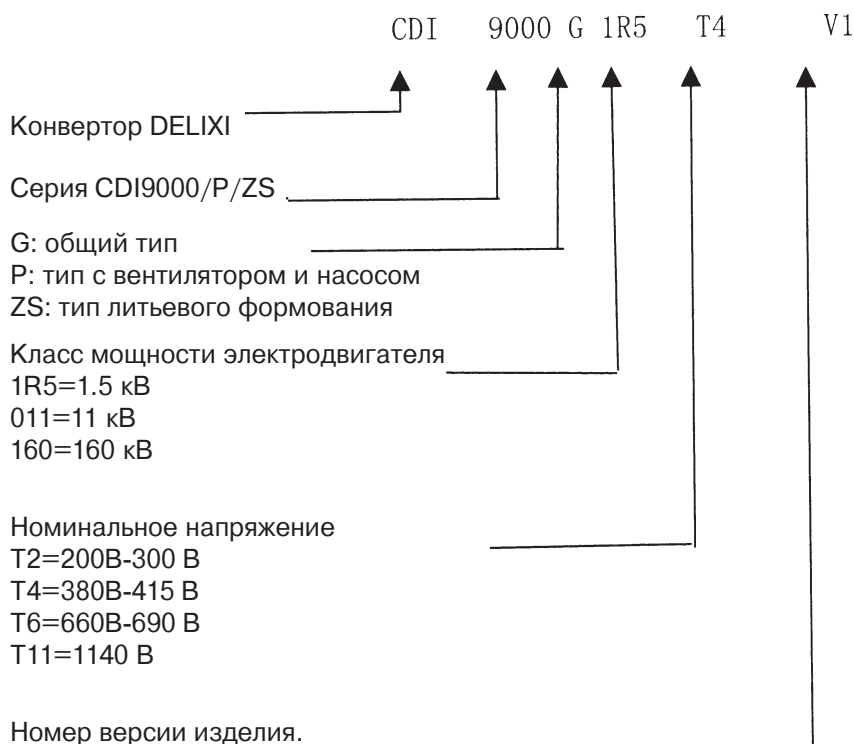 CDI 9000 G 1R5 T4 V1
Конвертор DELIXI
Серия CDI9000/P/ZS
G: общий тип
P: тип с вентилятором и насосом
ZS: тип литьевого формования
Класс мощности электродвигателя
1R5=1.5 кВ
011=11 кВ
160=160 кВ
Номинальное напряжение
T2=200В-300 В
T4=380В-415 В
T6=660В-690 В
T11=1140 В
Номер версии изделия.